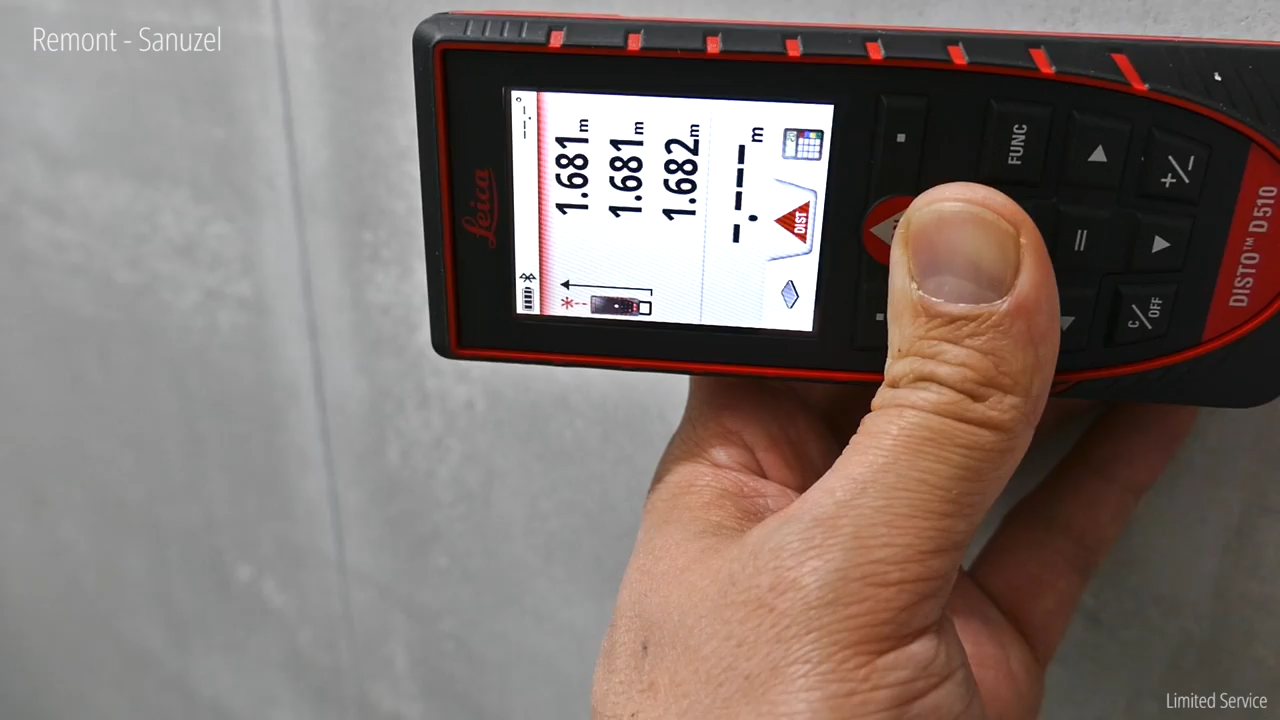 Remont - Sanuzel
Leica
1.681 m
1.681 m
1.682 m
-.--- m
--.-°
DIST
FUNC
+/-
=
C/OFF
DISTO™ D510
Limited Service